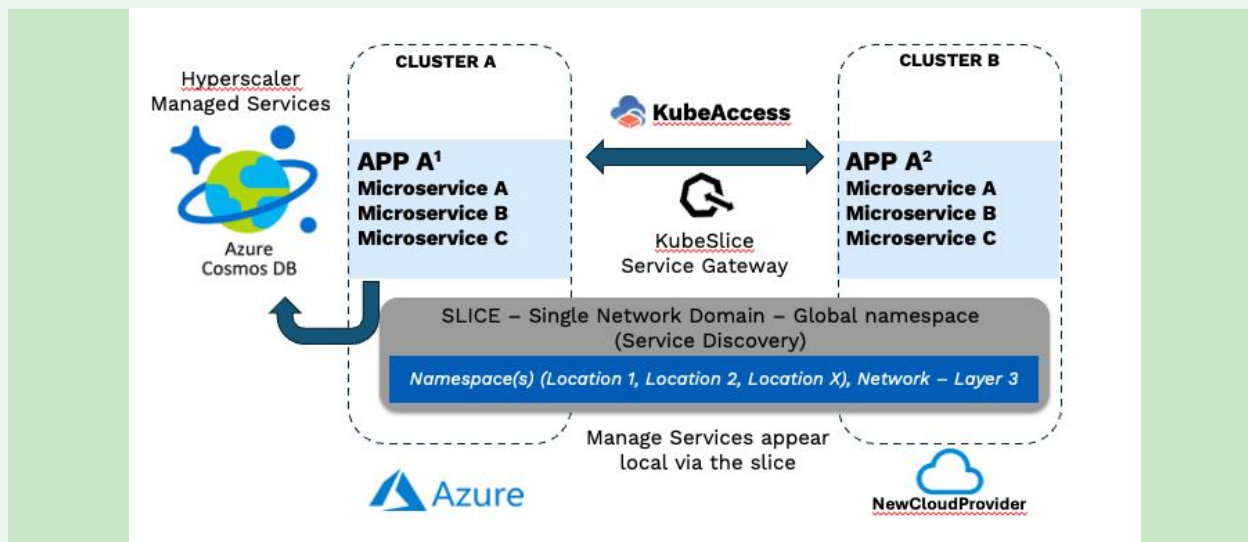 Hyperscaler
Managed Services
Azure
Cosmos DB
CLUSTER A
APP A¹
Microservice A
Microservice B
Microservice C
KubeAccess
KubeSlice
Service Gateway
CLUSTER B
APP A²
Microservice A
Microservice B
Microservice C
SLICE – Single Network Domain – Global namespace
(Service Discovery)
Namespace(s) (Location 1, Location 2, Location X), Network – Layer 3
Manage Services appear
local via the slice
Azure
NewCloudProvider